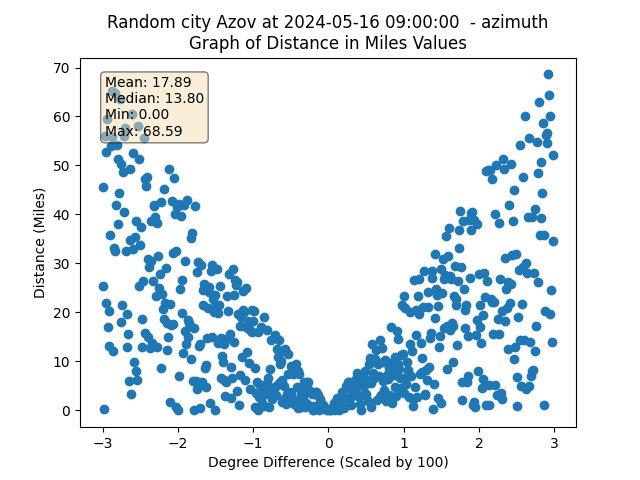 Random city Azov at 2024-05-16 09:00:00  - azimuth
Graph of Distance in Miles Values
Mean: 17.89
Median: 13.80
Min: 0.00
Max: 68.59
70
60
50
40
30
20
10
0
Distance (Miles)
−3 −2 −1 0 1 2 3
Degree Difference (Scaled by 100)